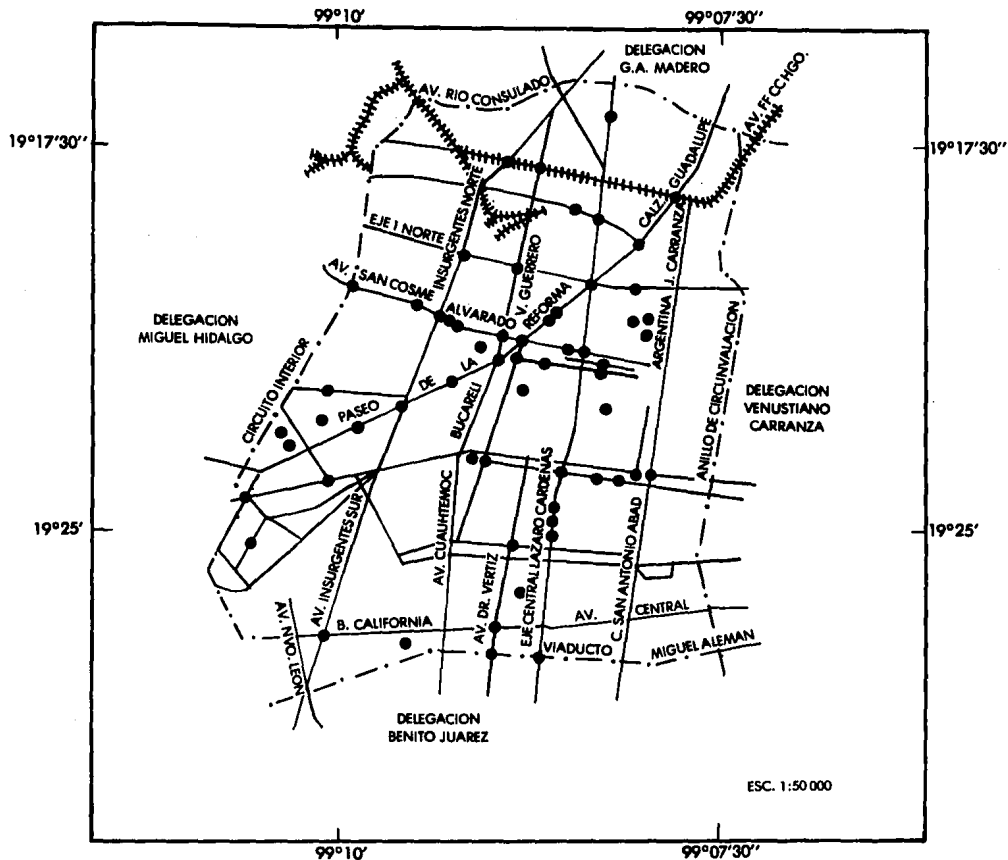 99°10'
99°07'30''
DELEGACION
G.A. MADERO
AV. RIO CONSULADO
AV. FF CC HGO.
19°17'30''
19°17'30''
CALZ. GUADALUPE
INSURGENTES NORTE
EJE 1 NORTE
V. GUERRERO
J. CARRANZA
AV. SAN COSME
ALVARADO
REFORMA
ARGENTINA
DELEGACION
MIGUEL HIDALGO
PASEO DE LA
CIRCUITO INTERIOR
BUCARELI
ANILLO DE CIRCUNVALACION
DELEGACION
VENUSTIANO
CARRANZA
19°25'
19°25'
AV. INSURGENTES SUR
AV. CUAUHTEMOC
AV. DR. VERTIZ
EJE CENTRAL LAZARO CARDENAS
C. SAN ANTONIO ABAD
AV. NVO. LEON
B. CALIFORNIA
AV. CENTRAL
VIADUCTO
MIGUEL ALEMAN
DELEGACION
BENITO JUAREZ
ESC. 1:50 000
99°10'
99°07'30''